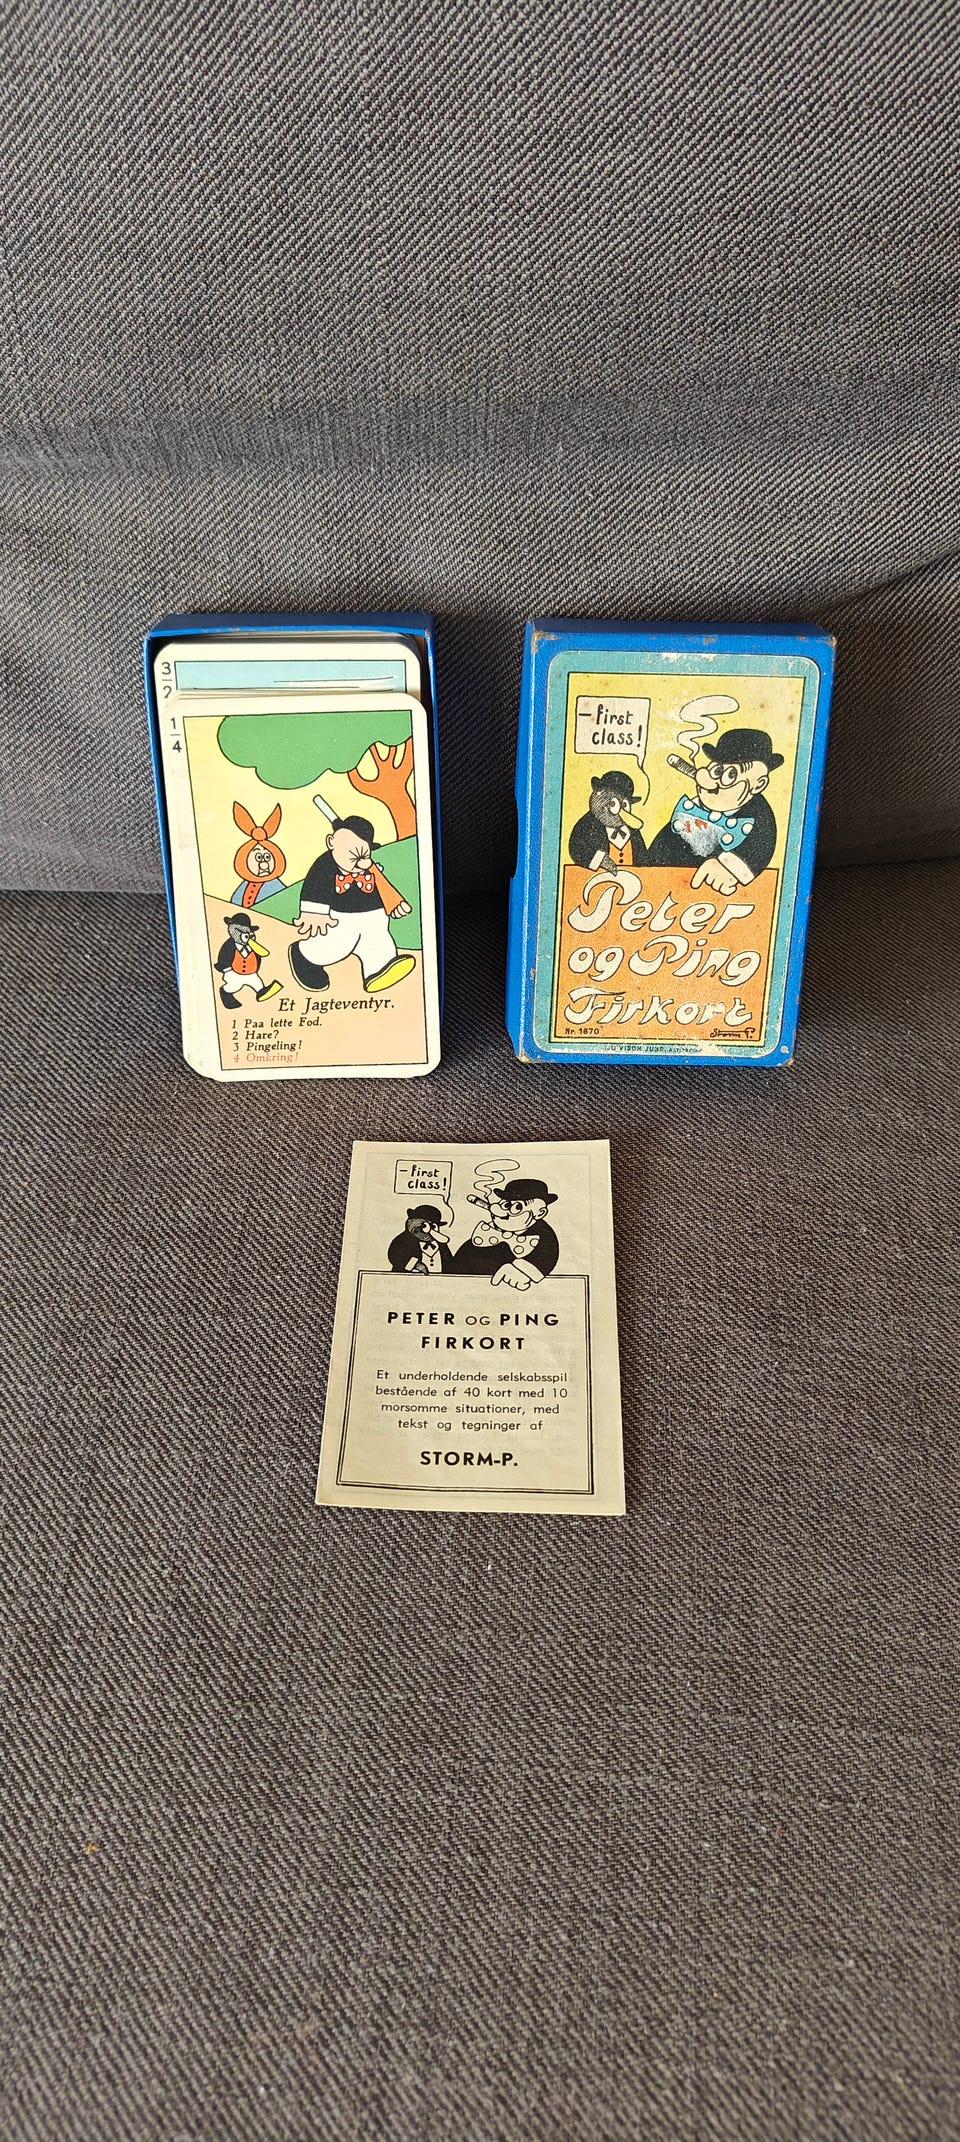 3
2
1
4
Et Jagteventyr.
1 Paa lette Fod.
2 Hare?
3 Pingeling!
4 Omkring!
– first
class!
Peter
og Ping
Firkort
Nr. 1670 Storm P.
– first
class!
PETER OG PING
FIRKORT
Et underholdende selskabsspil
bestående af 40 kort med 10
morsomme situationer, med
tekst og tegninger af
STORM-P.